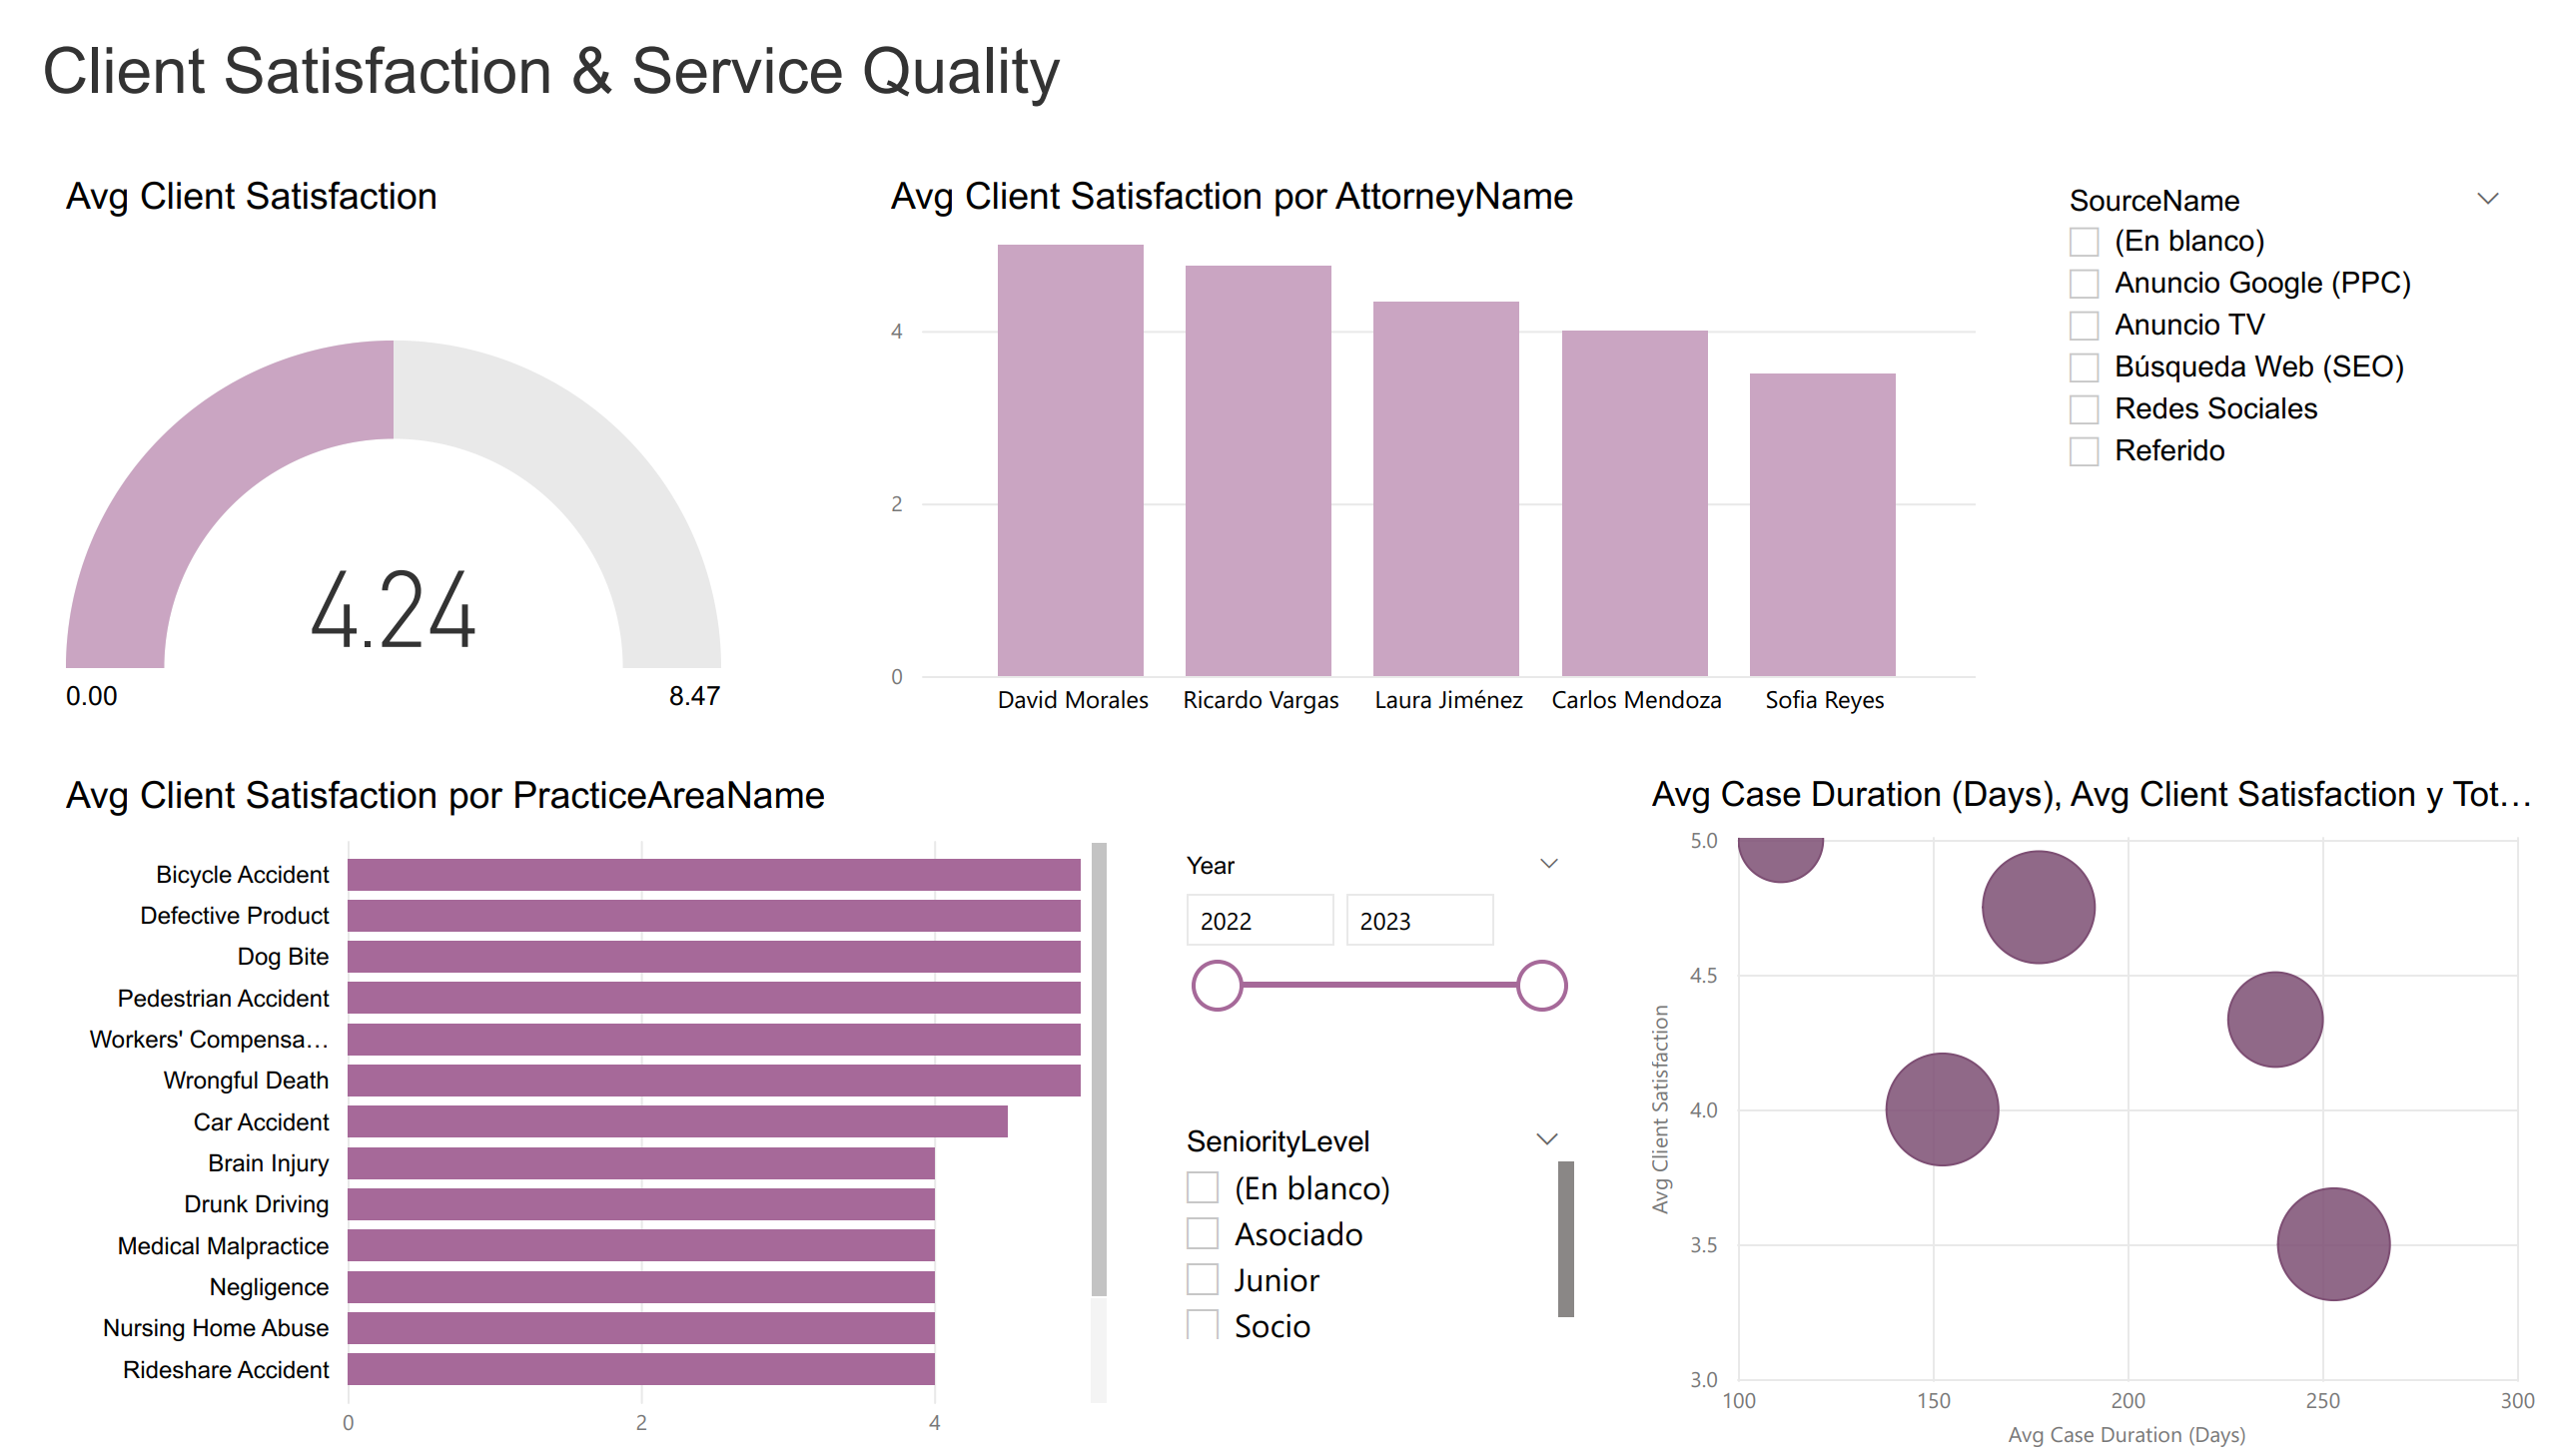 Client Satisfaction & Service Quality
Avg Client Satisfaction
4.24
0.00
8.47
Avg Client Satisfaction por AttorneyName
4
2
0
David Morales
Ricardo Vargas
Laura Jiménez
Carlos Mendoza
Sofia Reyes
SourceName
(En blanco)
Anuncio Google (PPC)
Anuncio TV
Búsqueda Web (SEO)
Redes Sociales
Referido
Avg Client Satisfaction por PracticeAreaName
Bicycle Accident
Defective Product
Dog Bite
Pedestrian Accident
Workers' Compensa…
Wrongful Death
Car Accident
Brain Injury
Drunk Driving
Medical Malpractice
Negligence
Nursing Home Abuse
Rideshare Accident
0
2
4
Year
2022
2023
SeniorityLevel
(En blanco)
Asociado
Junior
Socio
Avg Case Duration (Days), Avg Client Satisfaction y Tot…
Avg Client Satisfaction
5.0
4.5
4.0
3.5
3.0
100
150
200
250
300
Avg Case Duration (Days)